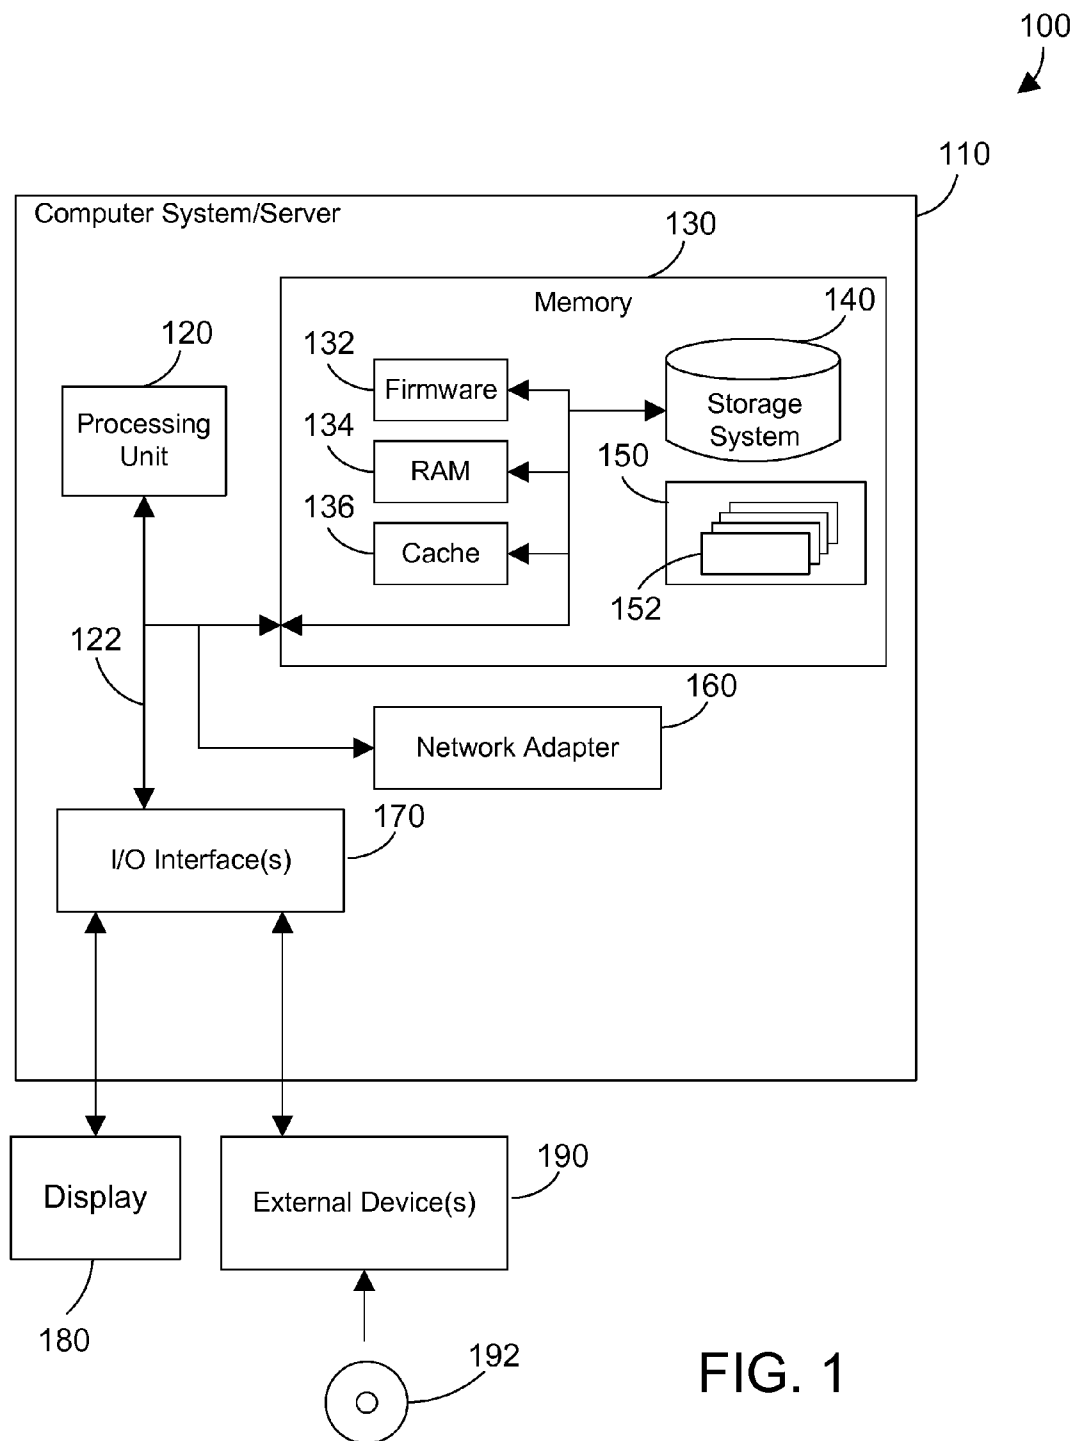 100
110
Computer System/Server
130
Memory
140
120
132
Firmware
Storage
System
Processing
Unit
134
RAM
150
136
Cache
152
122
160
Network Adapter
170
I/O Interface(s)
190
Display
External Device(s)
180
192
FIG. 1